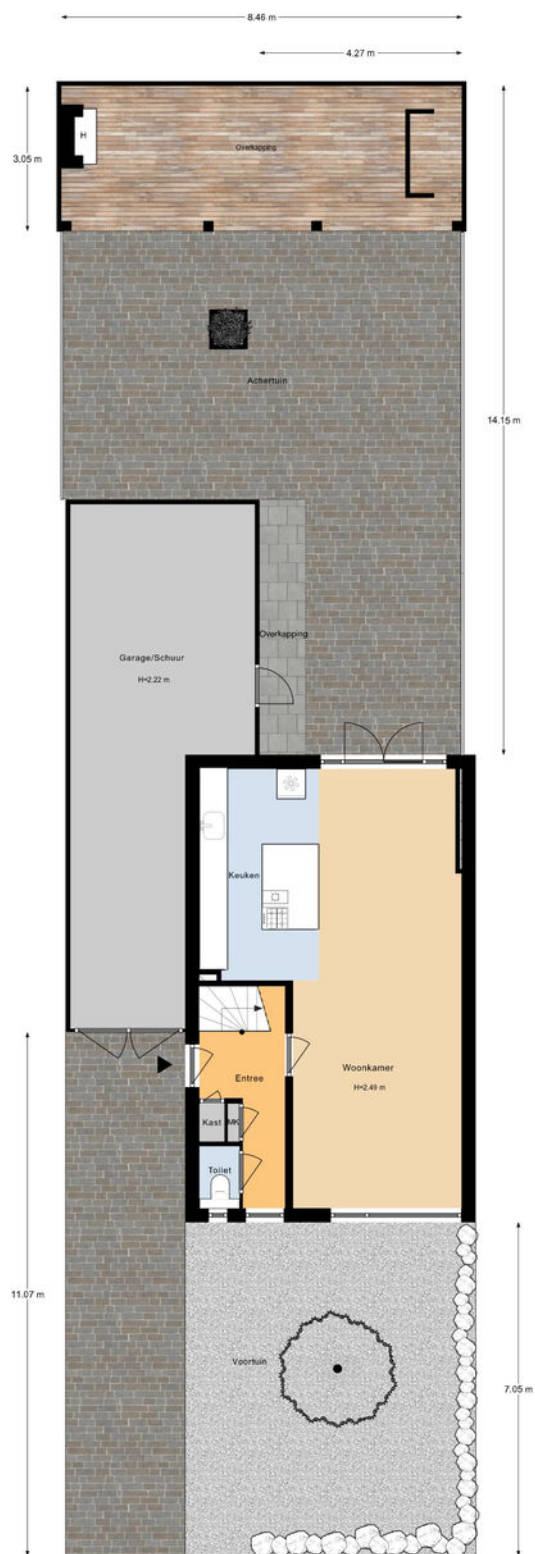 8.46 m
4.27 m
3.05 m
H
Overkapping
Achertuin
14.15 m
Overkapping
Garage/Schuur
H=2.22 m
Keuken
Woonkamer
H=2.49 m
Entree
Kast
MK
Toilet
11.07 m
Voortuin
7.05 m